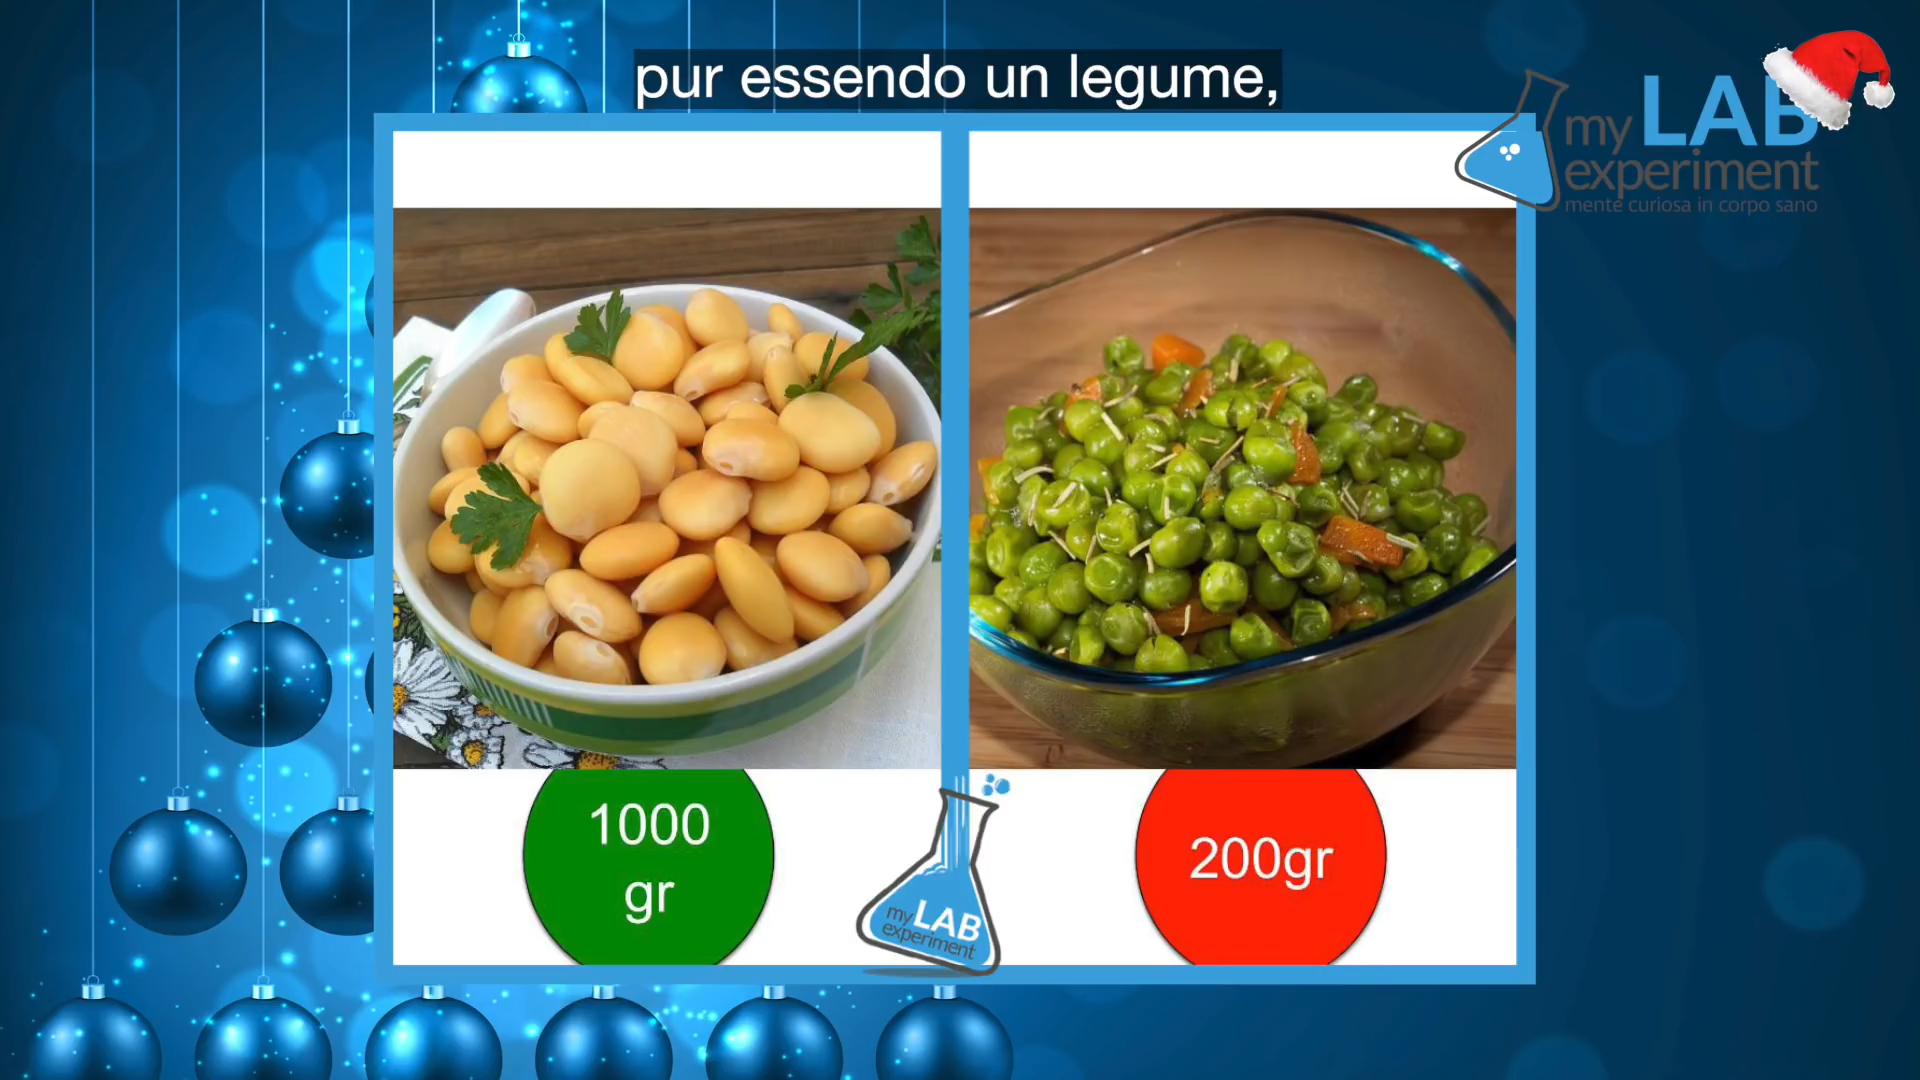 pur essendo un legume,
my LAB
experiment
mente curiosa in corpo sano
1000
gr
200gr
my LAB
experiment